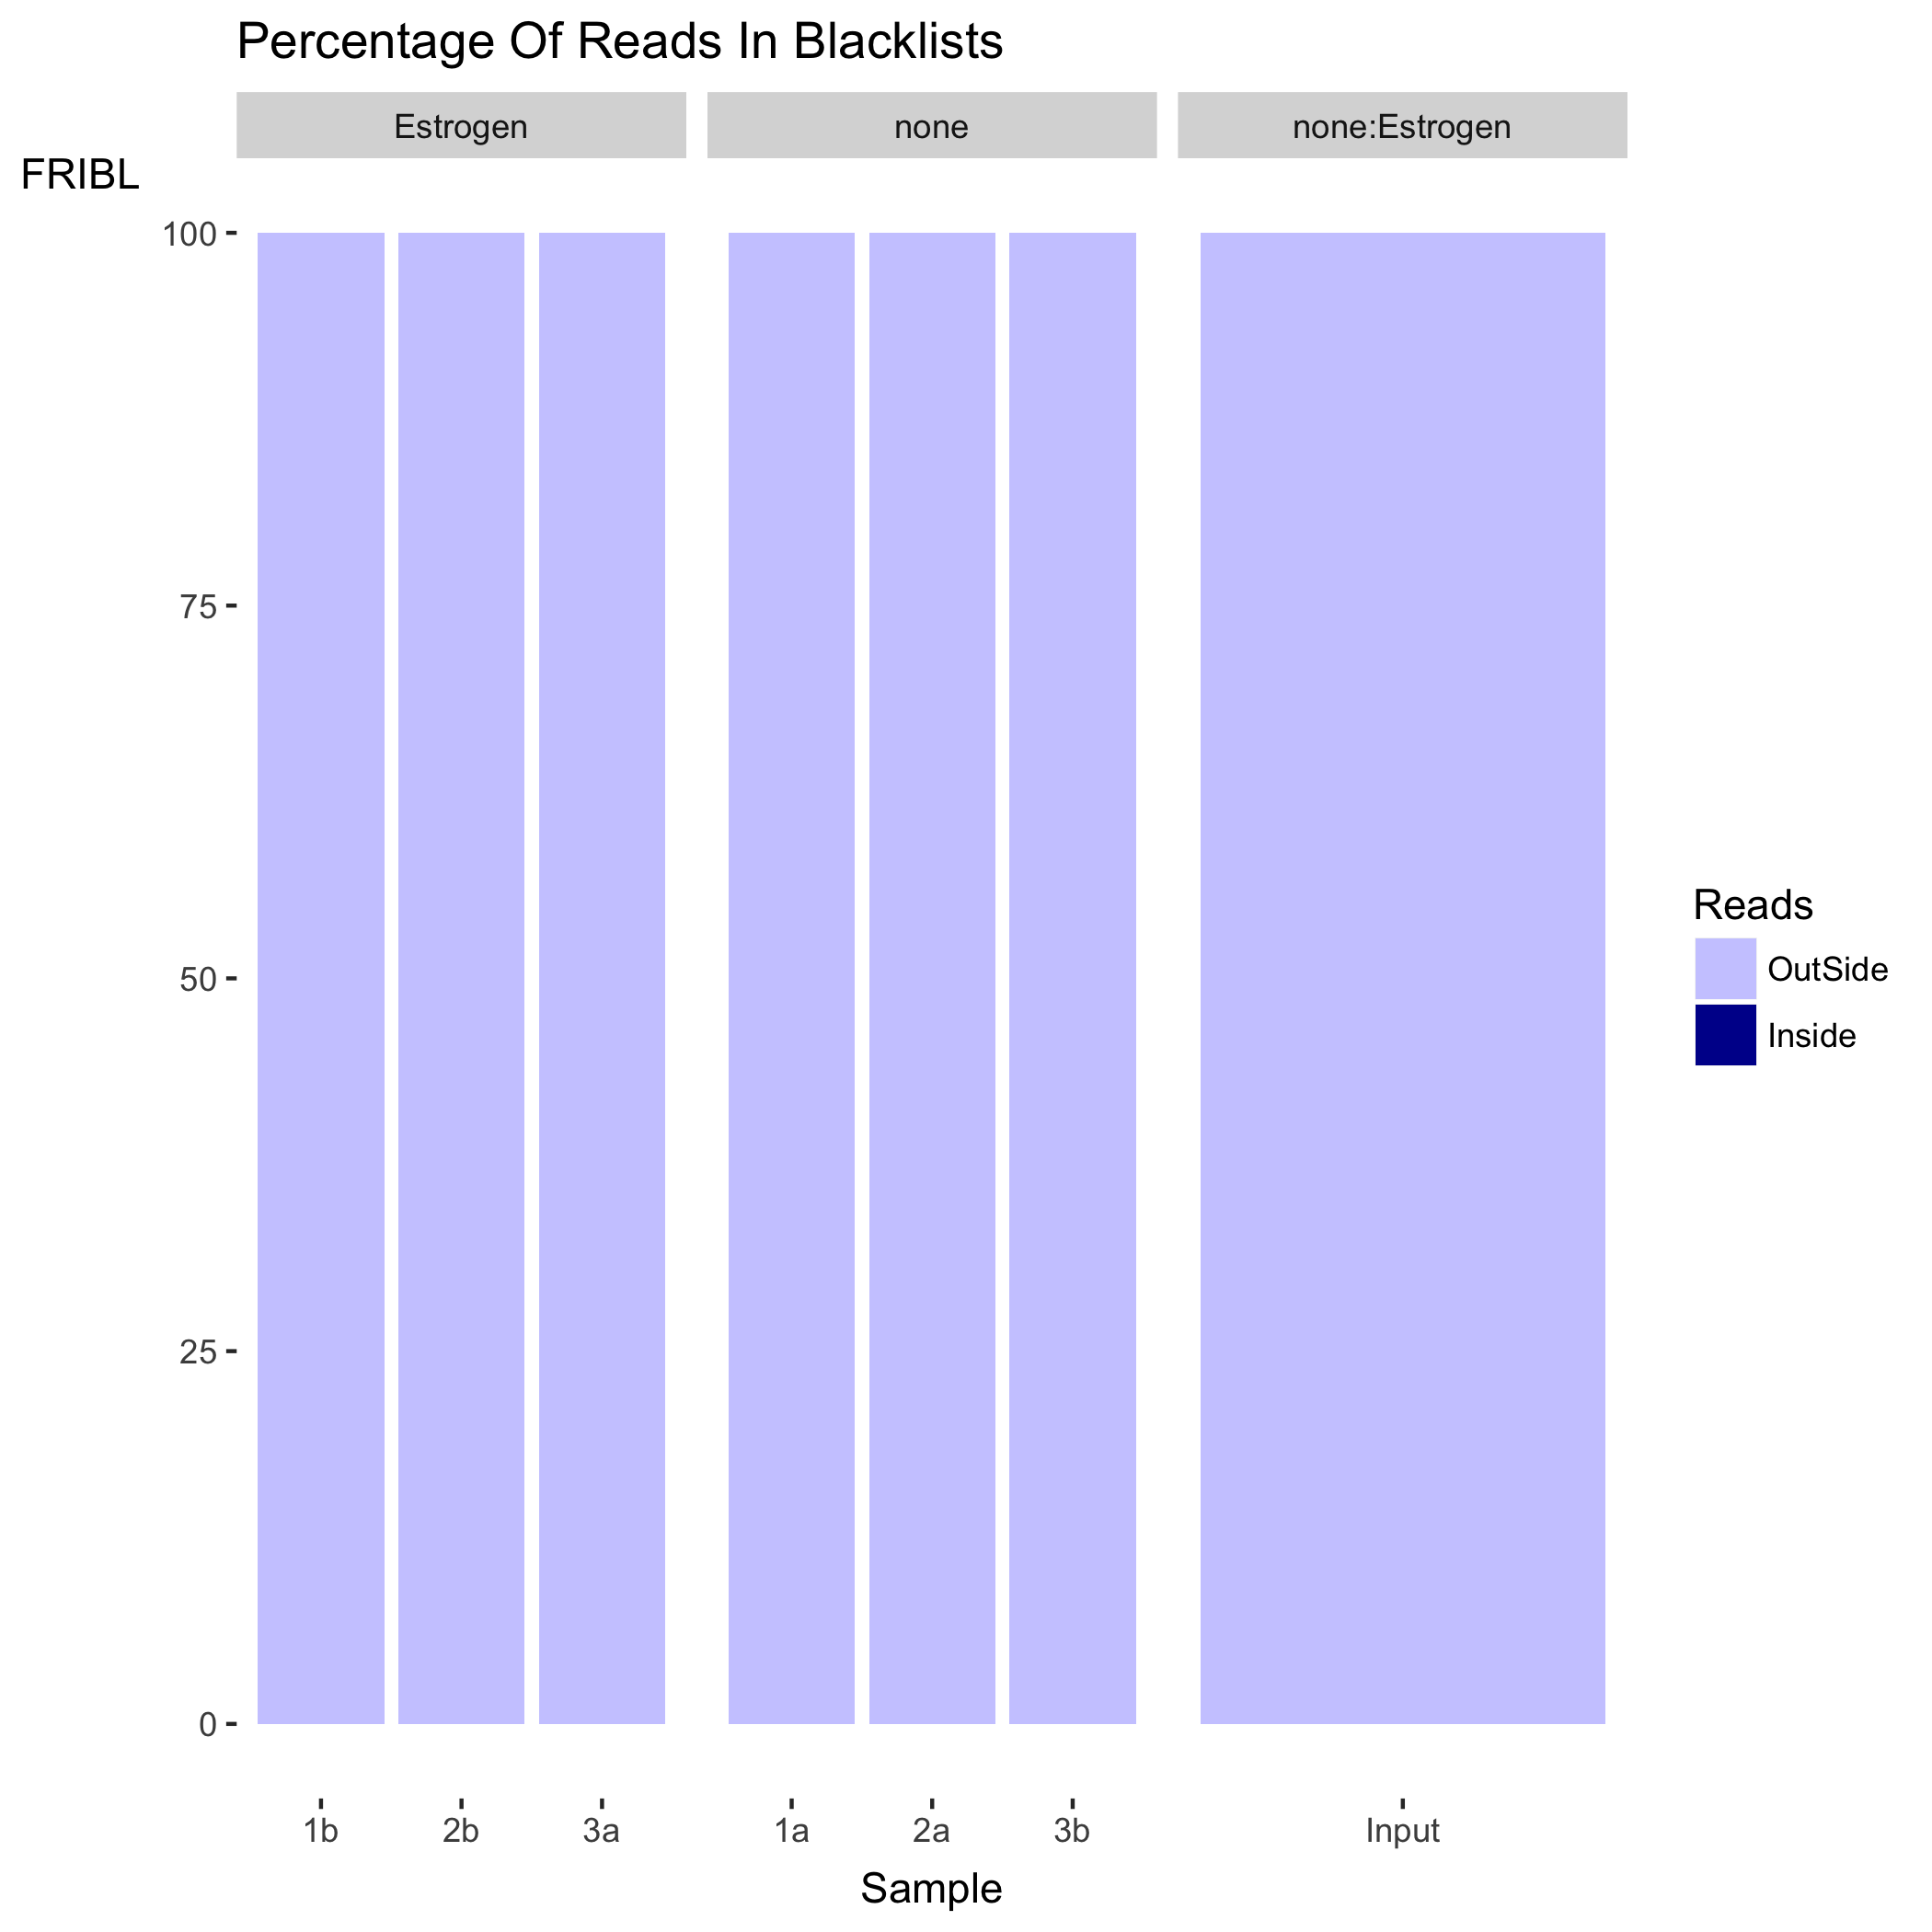 Percentage Of Reads In Blacklists
Estrogen none none:Estrogen
FRIBL
100
75
50
25
0
1b 2b 3a 1a 2a 3b Input
Sample
Reads
OutSide
Inside